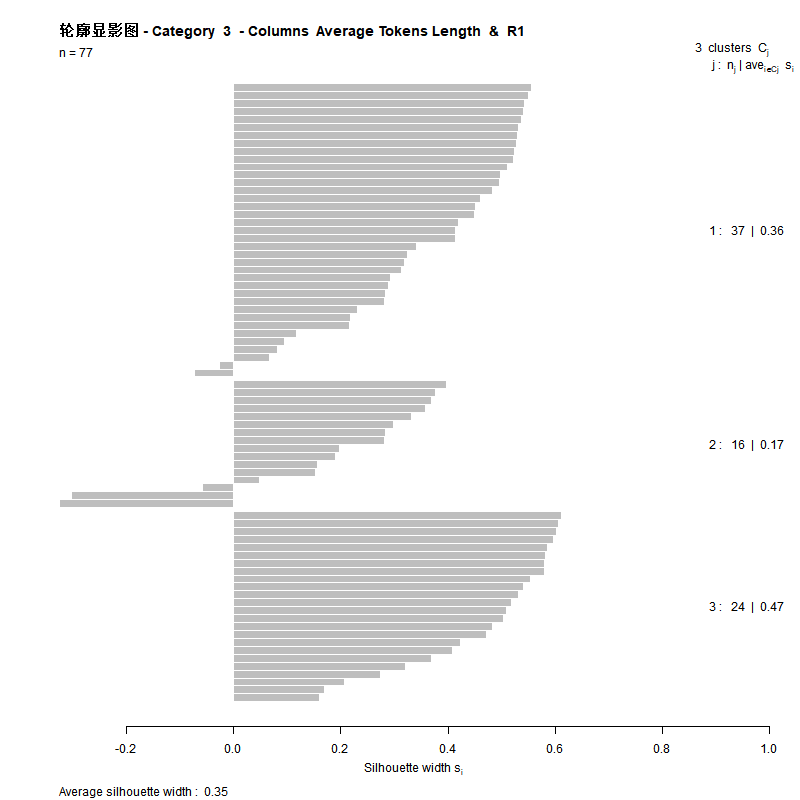 轮廓显影图 - Category 3 - Columns Average Tokens Length & R1
n = 77
3 clusters Cj
j : nj | avei∈Cj si
1 : 37 | 0.36
2 : 16 | 0.17
3 : 24 | 0.47
-0.2 0.0 0.2 0.4 0.6 0.8 1.0
Silhouette width si
Average silhouette width : 0.35